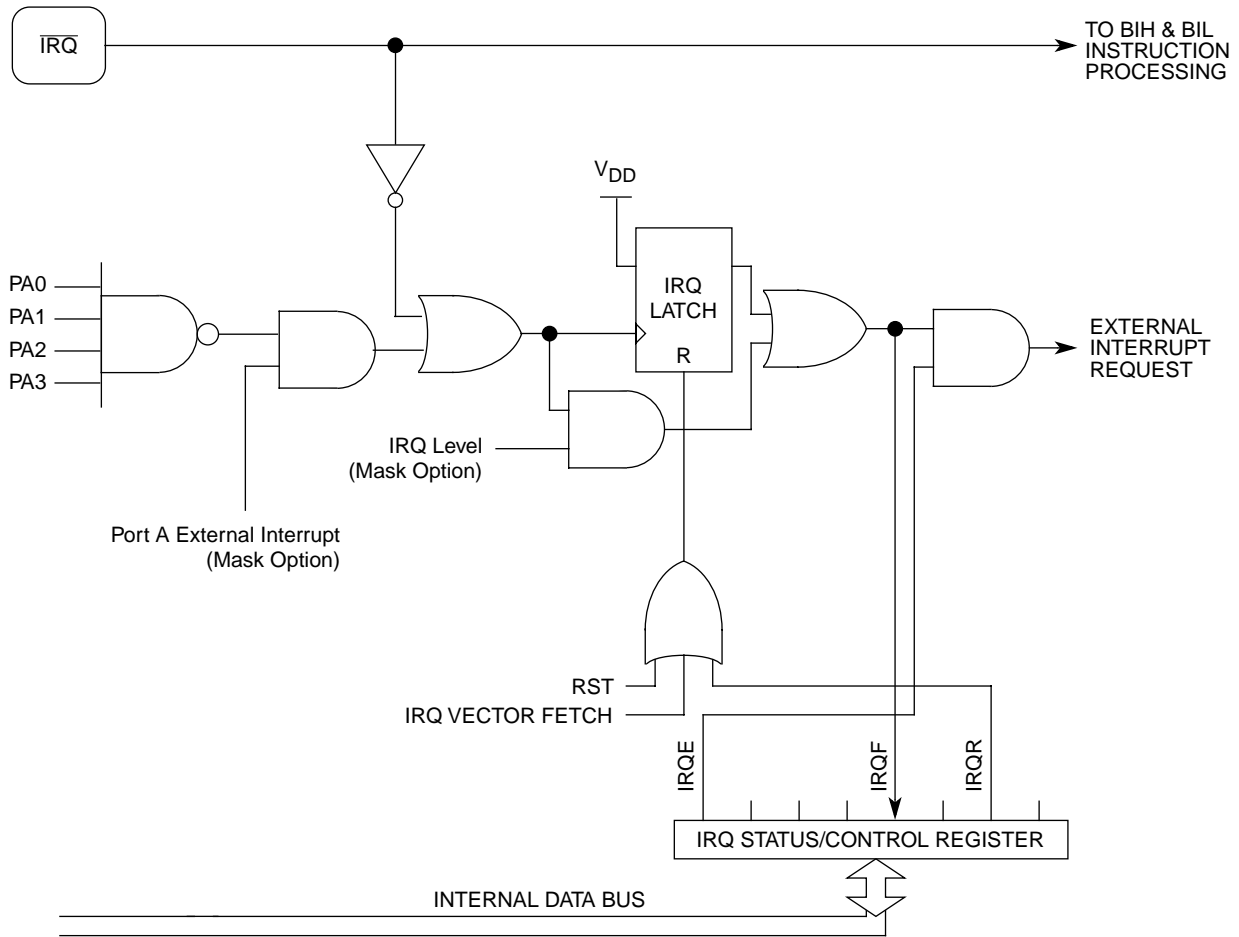 IRQ
TO BIH & BIL
INSTRUCTION
PROCESSING
VDD
PA0
PA1
PA2
PA3
IRQ
LATCH
R
EXTERNAL
INTERRUPT
REQUEST
IRQ Level
(Mask Option)
Port A External Interrupt
(Mask Option)
RST
IRQ VECTOR FETCH
IRQE
IRQF
IRQR
IRQ STATUS/CONTROL REGISTER
INTERNAL DATA BUS